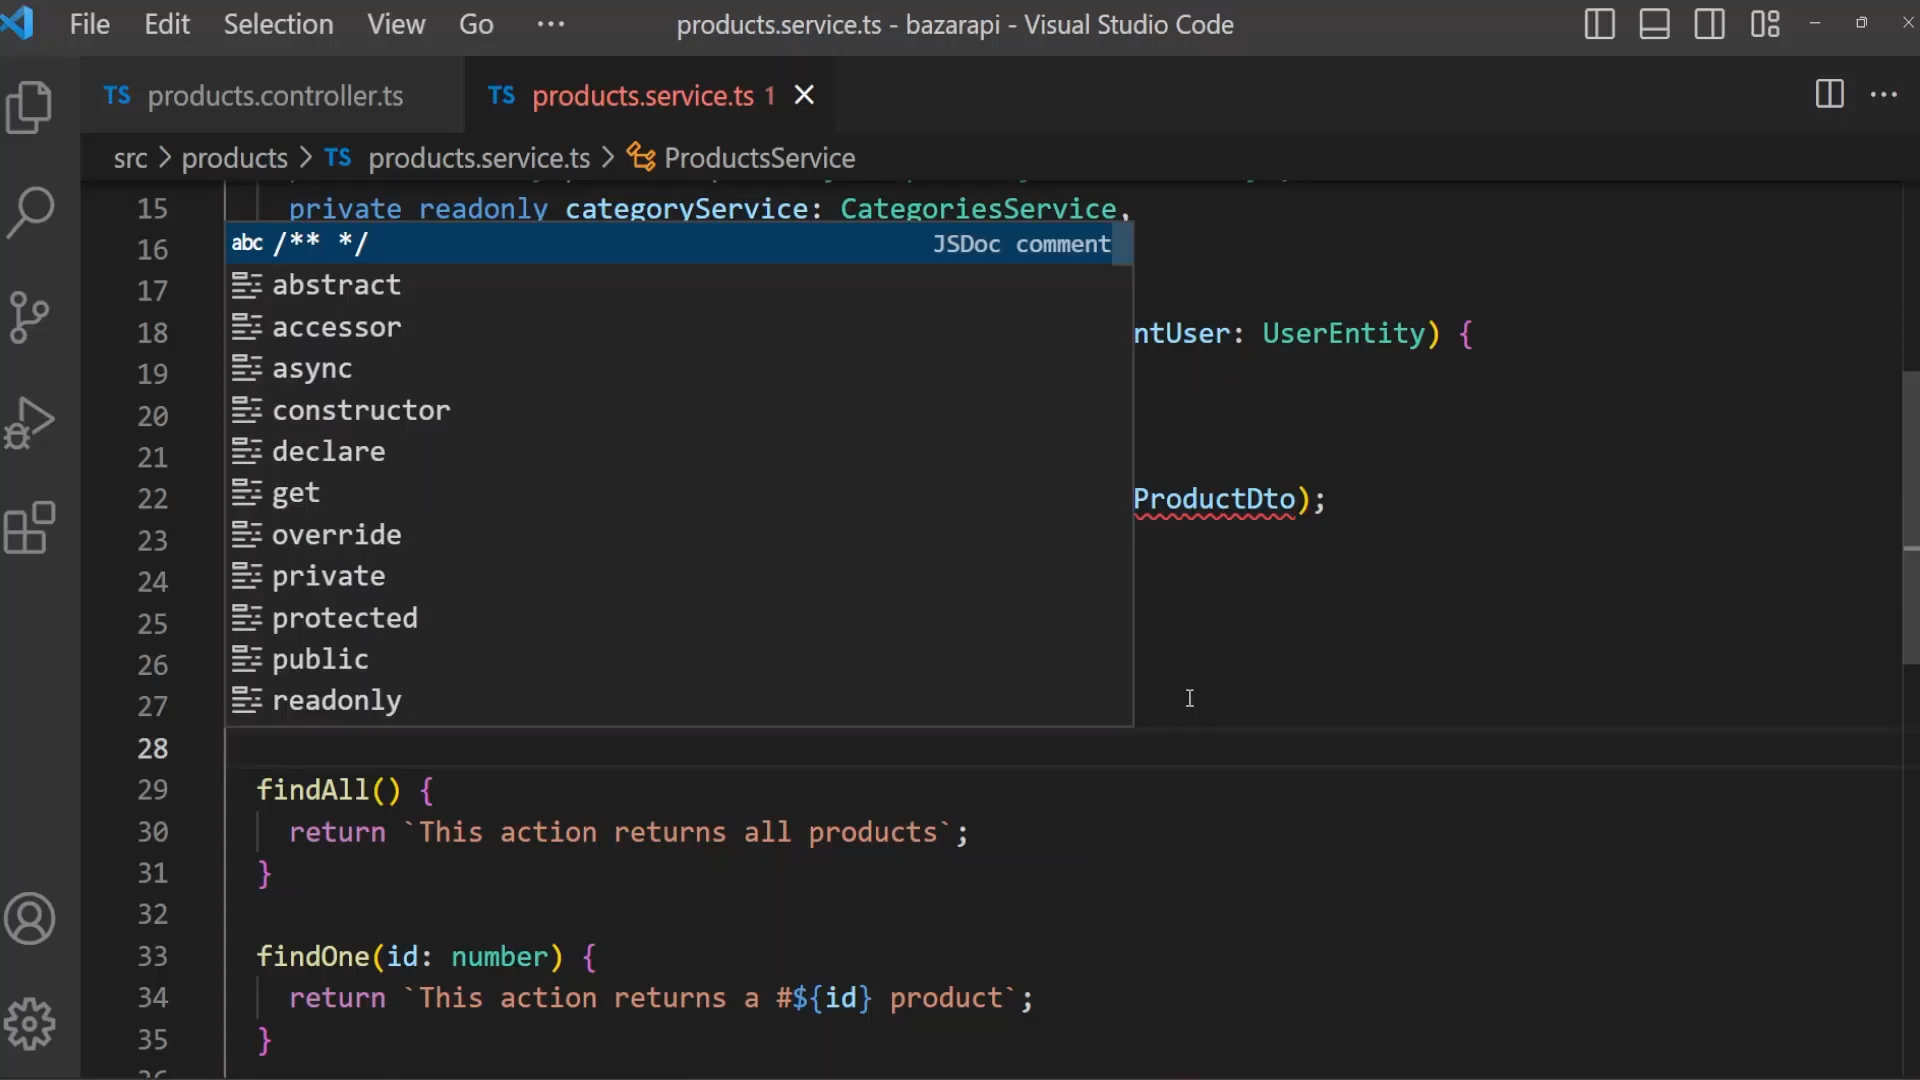 File Edit Selection View Go ··· products.service.ts - bazarapi - Visual Studio Code
TS products.controller.ts TS products.service.ts 1
src > products > TS products.service.ts > ProductsService
15 private readonly categoryService: CategoriesService,
16 abc /** */ JSDoc comment
17 abstract
accessor
18 ntUser: UserEntity) {
19 async
20 constructor
21 declare
22 get ProductDto);
23 override
24 private
25 protected
26 public
27 readonly
28
29 findAll() {
30 return `This action returns all products`;
31 }
32
33 findOne(id: number) {
34 return `This action returns a #${id} product`;
35 }